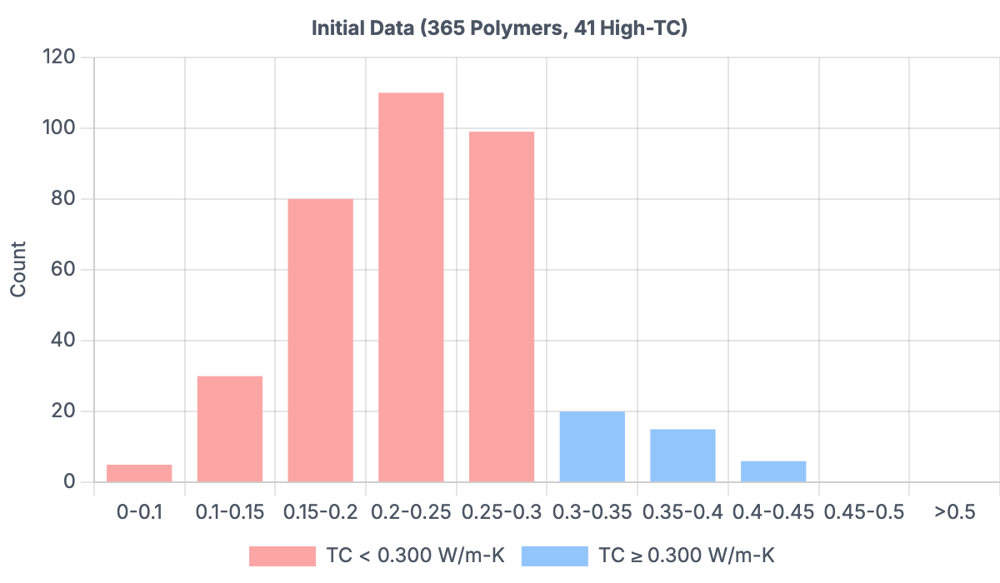 Initial Data (365 Polymers, 41 High-TC)
120
100
80
60
40
20
0
Count
0-0.1 0.1-0.15 0.15-0.2 0.2-0.25 0.25-0.3 0.3-0.35 0.35-0.4 0.4-0.45 0.45-0.5 >0.5
TC < 0.300 W/m-K TC ≥ 0.300 W/m-K